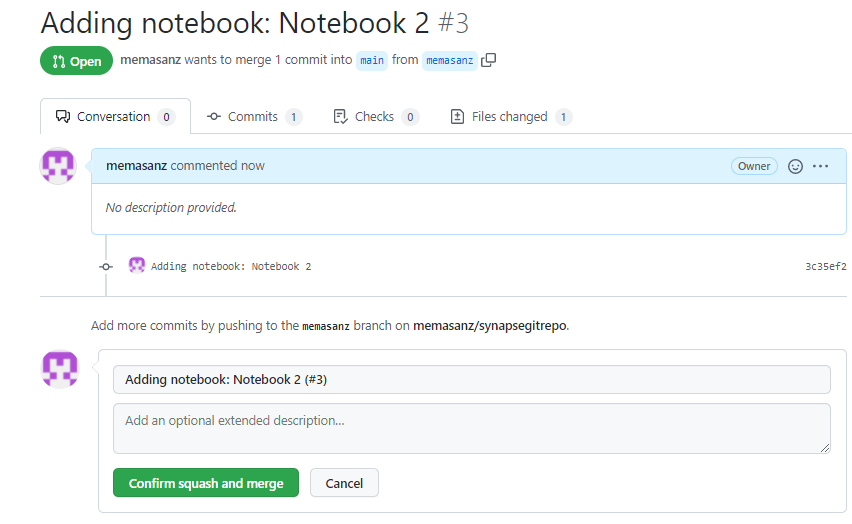 Adding notebook: Notebook 2 #3
Open memasanz wants to merge 1 commit into main from memasanz
Conversation 0 Commits 1 Checks 0 Files changed 1
memasanz commented now Owner
No description provided.
Adding notebook: Notebook 2 3c35ef2
Add more commits by pushing to the memasanz branch on memasanz/synapsegitrepo.
Adding notebook: Notebook 2 (#3)
Add an optional extended description...
Confirm squash and merge Cancel